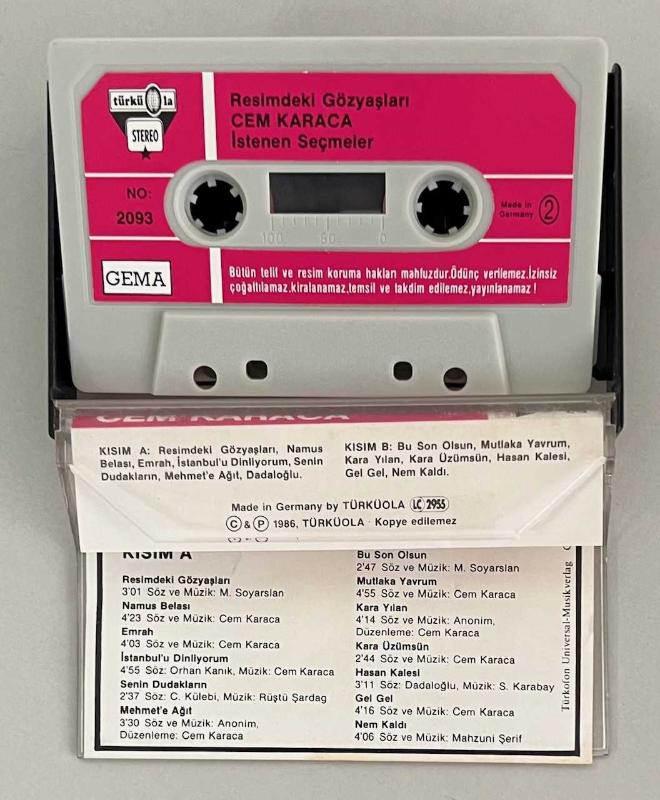 türkü la
STEREO
Resimdeki Gözyaşları
CEM KARACA
İstenen Seçmeler
NO:
2093
100 50 0
Made in
Germany
2
GEMA
Bütün telif ve resim koruma hakları mahfuzdur.Ödünç verilemez.İzinsiz
çoğaltılamaz,kiralanamaz,temsil ve takdim edilemez,yayınlanamaz!
CEM KARACA
KISIM A: Resimdeki Gözyaşları, Namus
Belası, Emrah, İstanbul'u Dinliyorum, Senin
Dudakların, Mehmet'e Ağıt, Dadaloğlu.
KISIM B: Bu Son Olsun, Mutlaka Yavrum,
Kara Yılan, Kara Üzümsün, Hasan Kalesi,
Gel Gel, Nem Kaldı.
Made in Germany by TÜRKÜOLA LC 2955
C & P 1986, TÜRKÜOLA · Kopye edilemez
KISIM A
Resimdeki Gözyaşları
3'01 Söz ve Müzik: M. Soyarslan
Namus Belası
4'23 Söz ve Müzik: Cem Karaca
Emrah
4'03 Söz ve Müzik: Cem Karaca
İstanbul'u Dinliyorum
4'55 Söz: Orhan Kanık, Müzik: Cem Karaca
Senin Dudakların
2'37 Söz: C. Külebi, Müzik: Rüştü Şardag
Mehmet'e Ağıt
3'30 Söz ve Müzik: Anonim,
Düzenleme: Cem Karaca
Bu Son Olsun
2'47 Söz ve Müzik: M. Soyarslan
Mutlaka Yavrum
4'55 Söz ve Müzik: Cem Karaca
Kara Yılan
4'14 Söz ve Müzik: Anonim,
Düzenleme: Cem Karaca
Kara Üzümsün
2'44 Söz ve Müzik: Cem Karaca
Hasan Kalesi
3'11 Söz: Dadaloğlu, Müzik: S. Karabay
Gel Gel
4'16 Söz ve Müzik: Cem Karaca
Nem Kaldı
4'06 Söz ve Müzik: Mahzuni Şerif
Türkofon Universal-Musikverlag